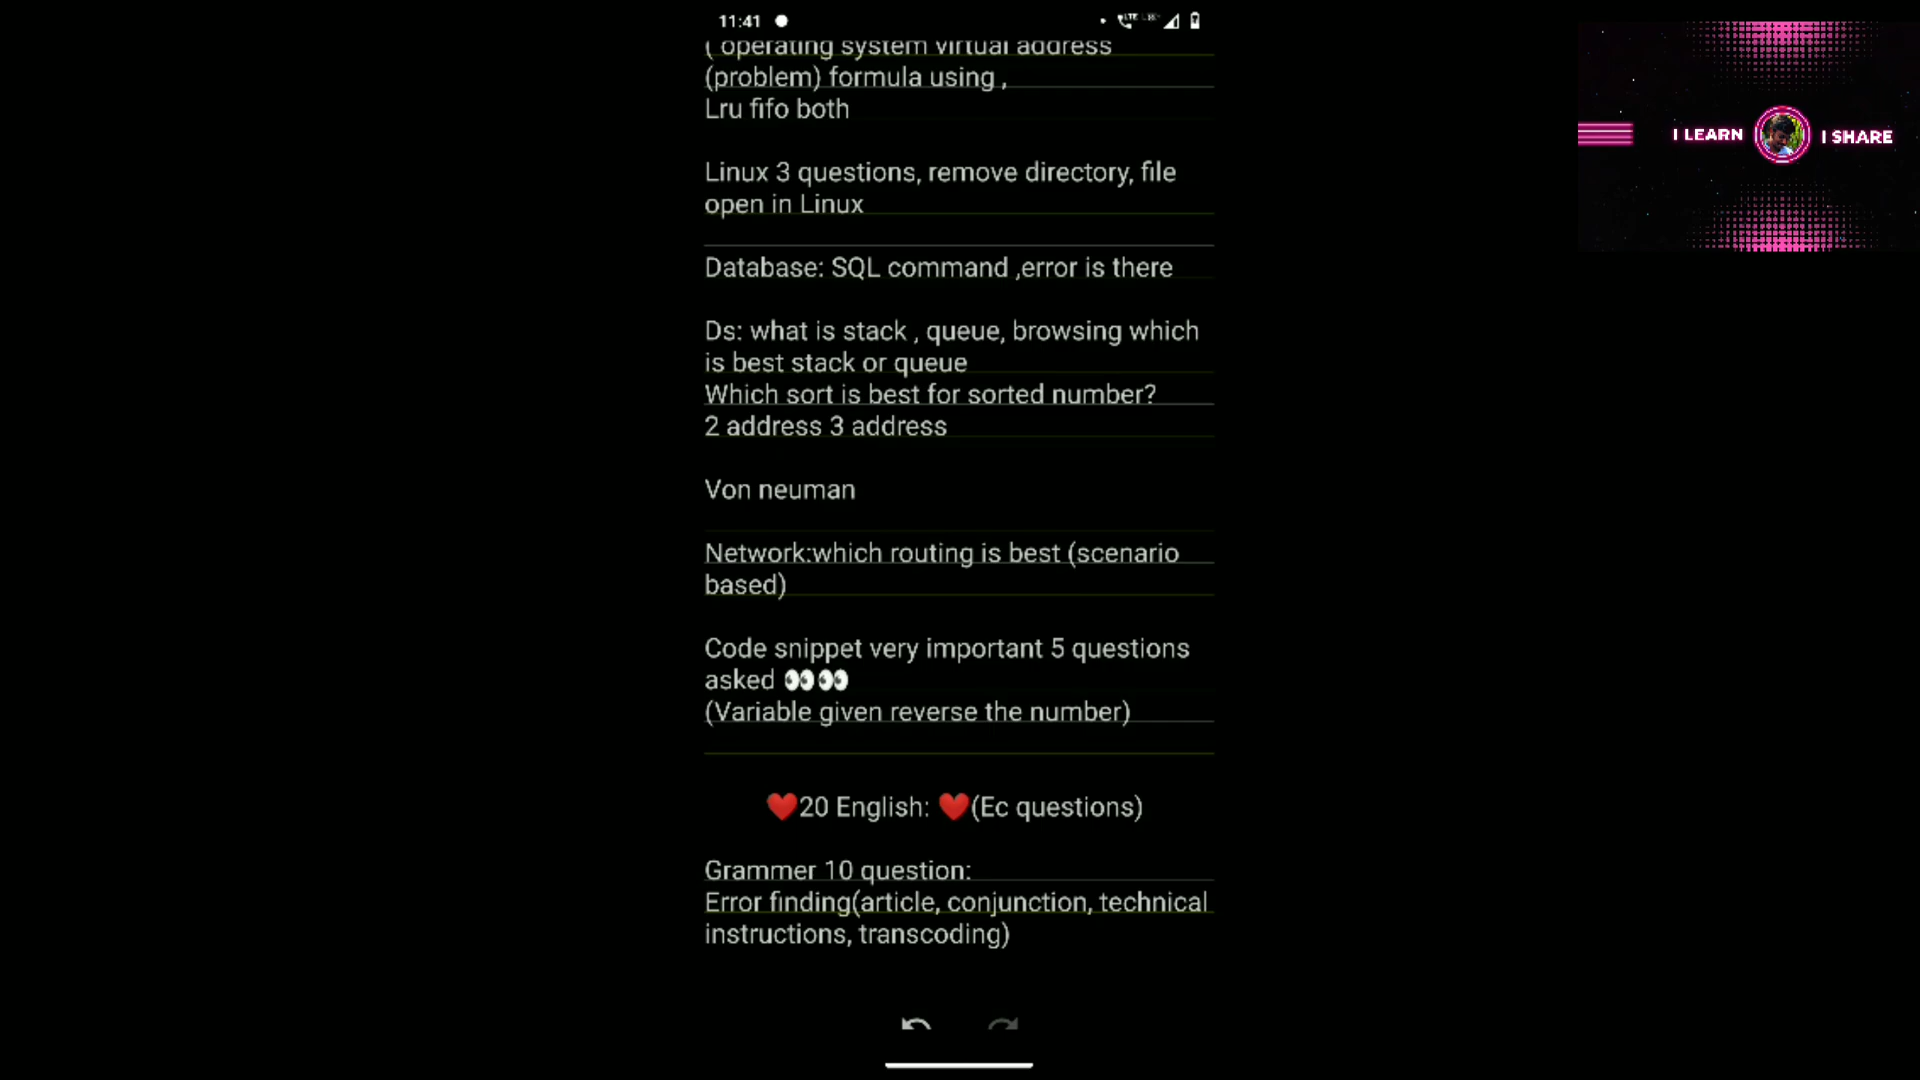 11:41
( operating system virtual address
(problem) formula using ,
Lru fifo both
Linux 3 questions, remove directory, file
open in Linux
Database: SQL command ,error is there
Ds: what is stack , queue, browsing which
is best stack or queue
Which sort is best for sorted number?
2 address 3 address
Von neuman
Network:which routing is best (scenario
based)
Code snippet very important 5 questions
asked 👀👀
(Variable given reverse the number)
❤️20 English: ❤️(Ec questions)
Grammer 10 question:
Error finding(article, conjunction, technical
instructions, transcoding)
I LEARN I SHARE